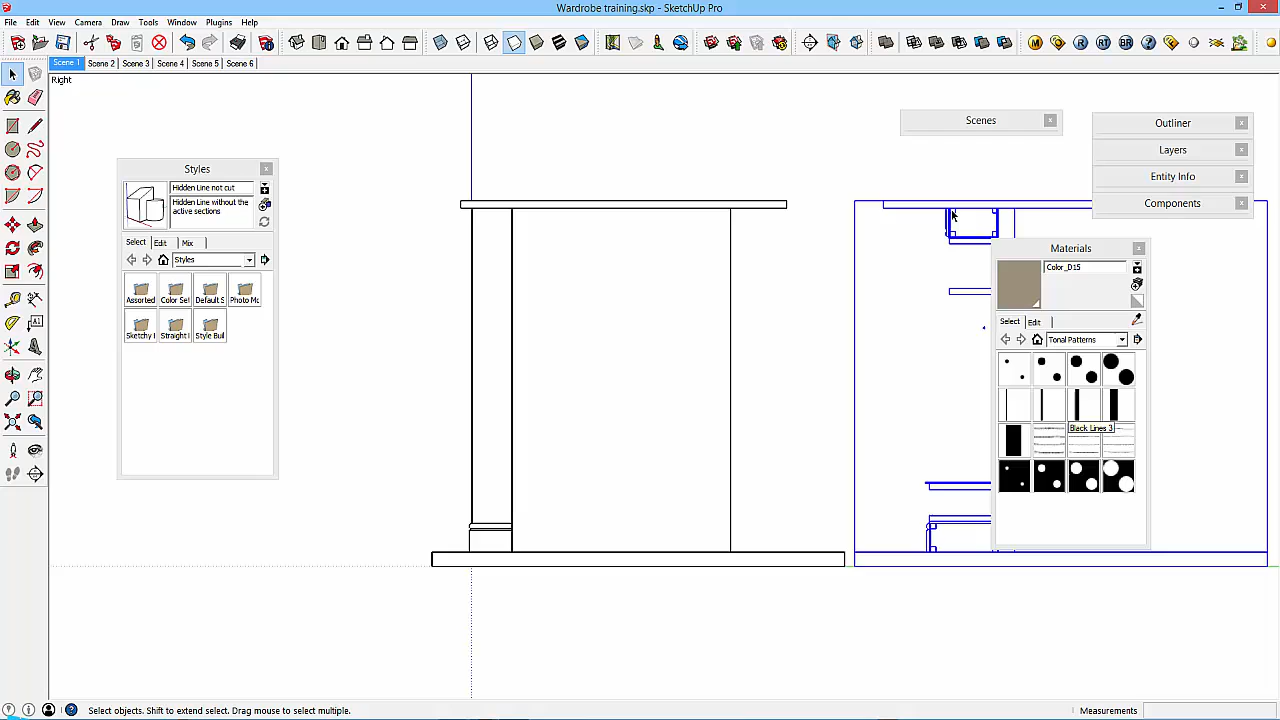 Wardrobe training.skp - SketchUp Pro
File Edit View Camera Draw Tools Window Plugins Help
M O R RT BR
Scene 1 Scene 2 Scene 3 Scene 4 Scene 5 Scene 6
Right
Scenes
Outliner
Layers
Entity Info
Components
Styles
Hidden Line not cut
Hidden Line without the
active sections
Select Edit Mix
Styles
Assorted Color Set Default S Photo Mo
Sketchy Straight Style Buil
Materials
Color_D15
Select Edit
Tonal Patterns
Black Lines 3
Select objects. Shift to extend select. Drag mouse to select multiple.
Measurements